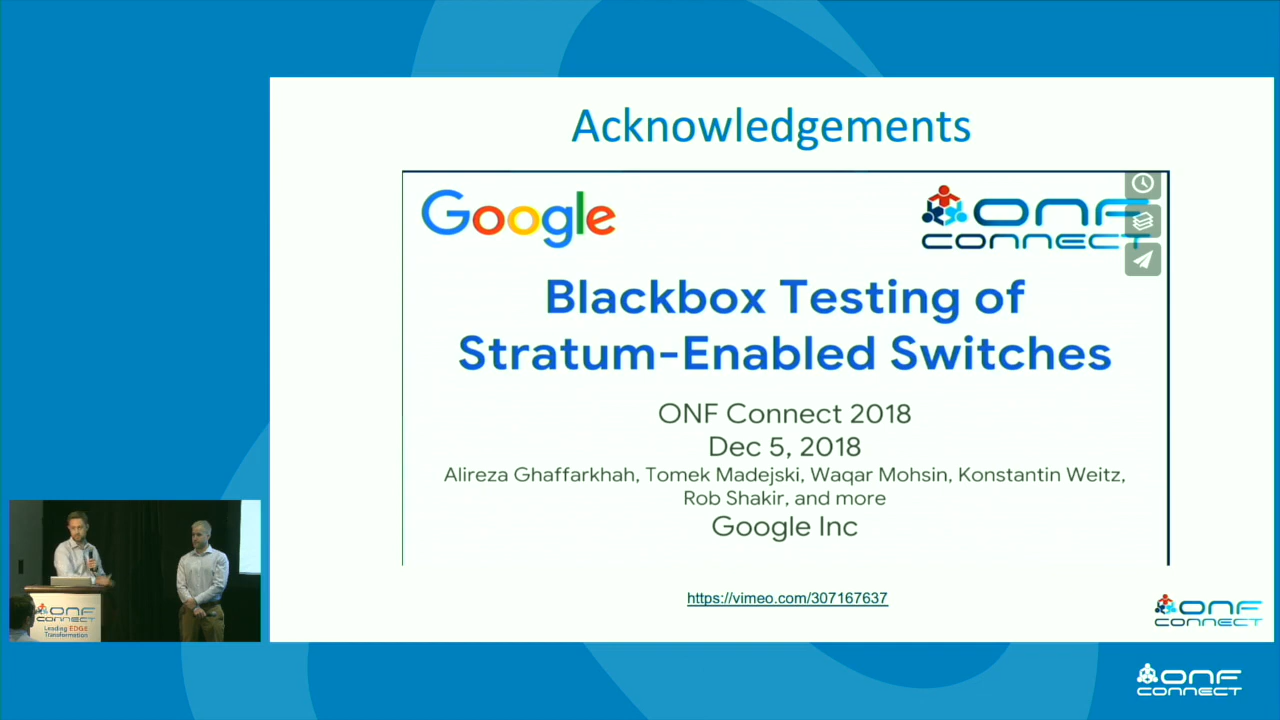 Acknowledgements
Google
ONF
CONNECT
Blackbox Testing of
Stratum-Enabled Switches
ONF Connect 2018
Dec 5, 2018
Alireza Ghaffarkhah, Tomek Madejski, Waqar Mohsin, Konstantin Weitz,
Rob Shakir, and more
Google Inc
https://vimeo.com/307167637
ONF
CONNECT
ONF
CONNECT
Leading EDGE
Transformation
ONF
CONNECT